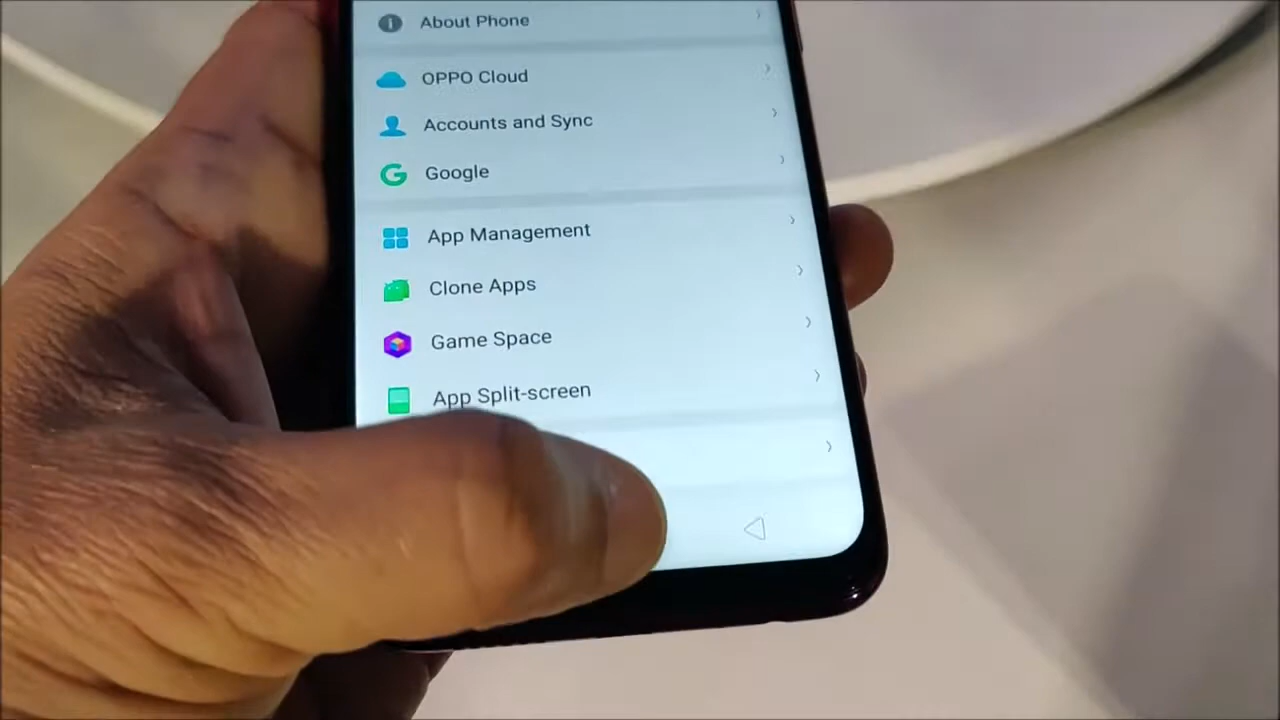 About Phone
OPPO Cloud
Accounts and Sync
Google
App Management
Clone Apps
Game Space
App Split-screen